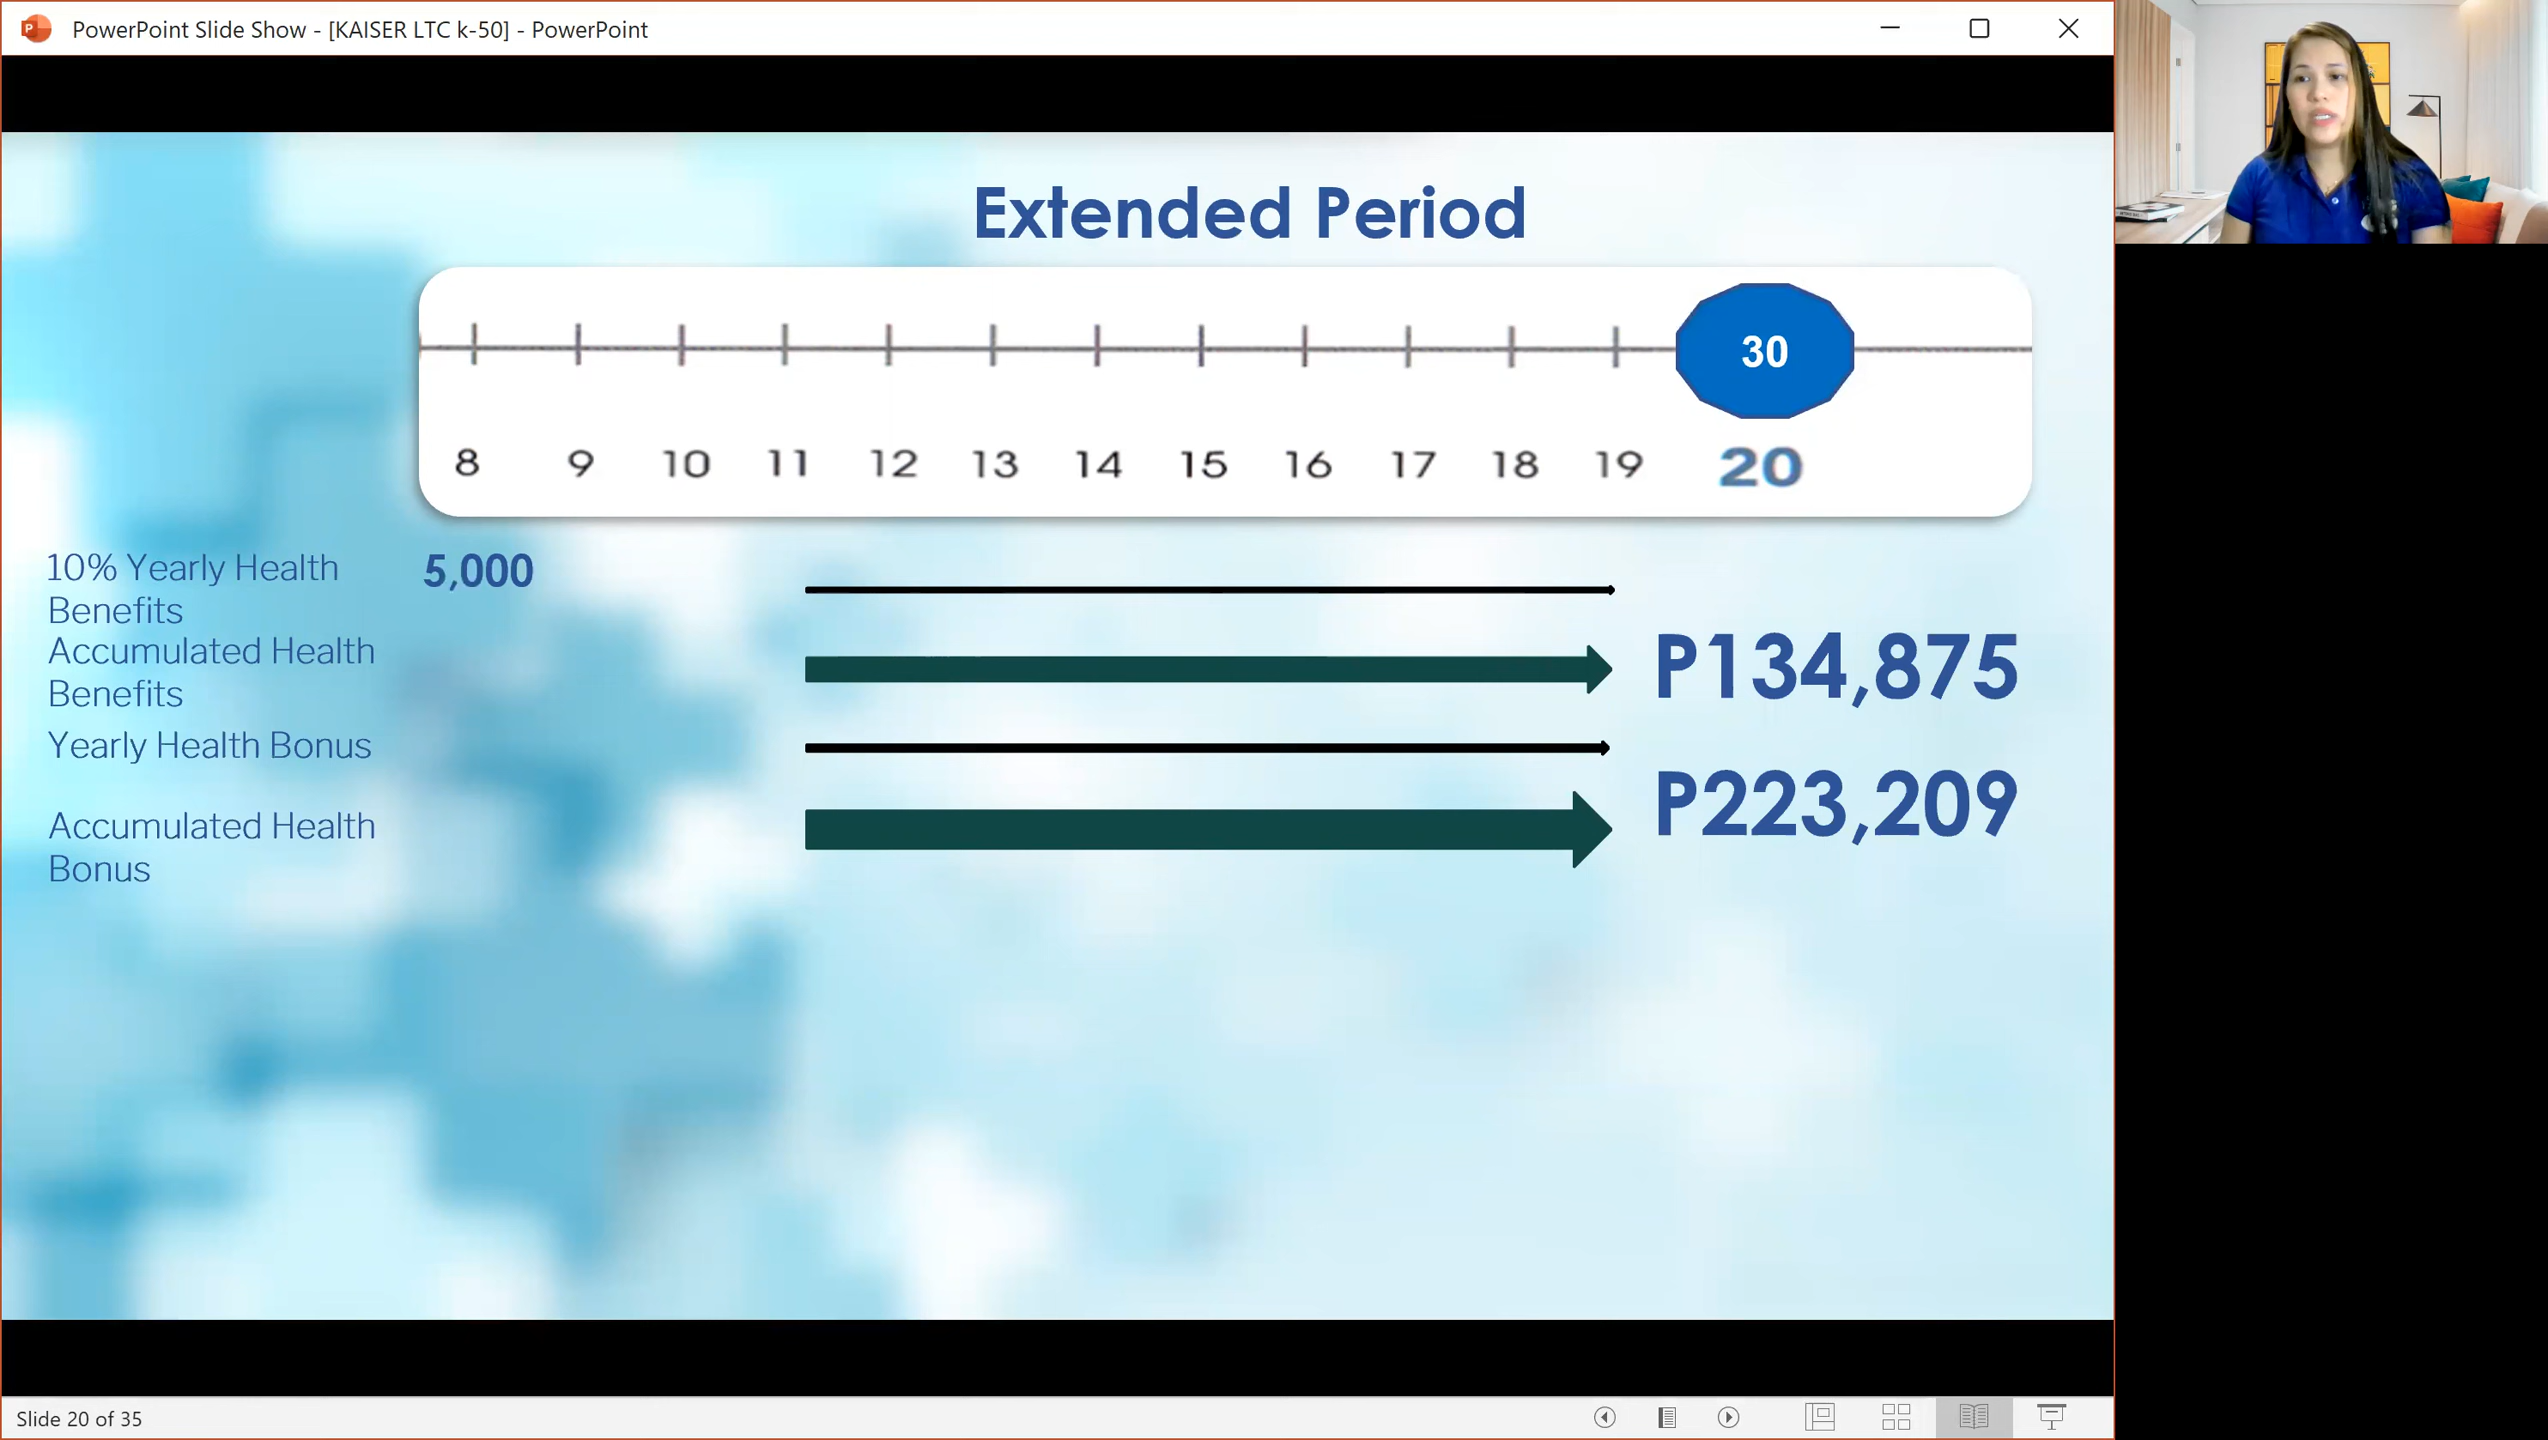 PowerPoint Slide Show - [KAISER LTC k-50] - PowerPoint
Extended Period
30
8 9 10 11 12 13 14 15 16 17 18 19 20
10% Yearly Health
Benefits
5,000
Accumulated Health
Benefits
P134,875
Yearly Health Bonus
P223,209
Accumulated Health
Bonus
Slide 20 of 35